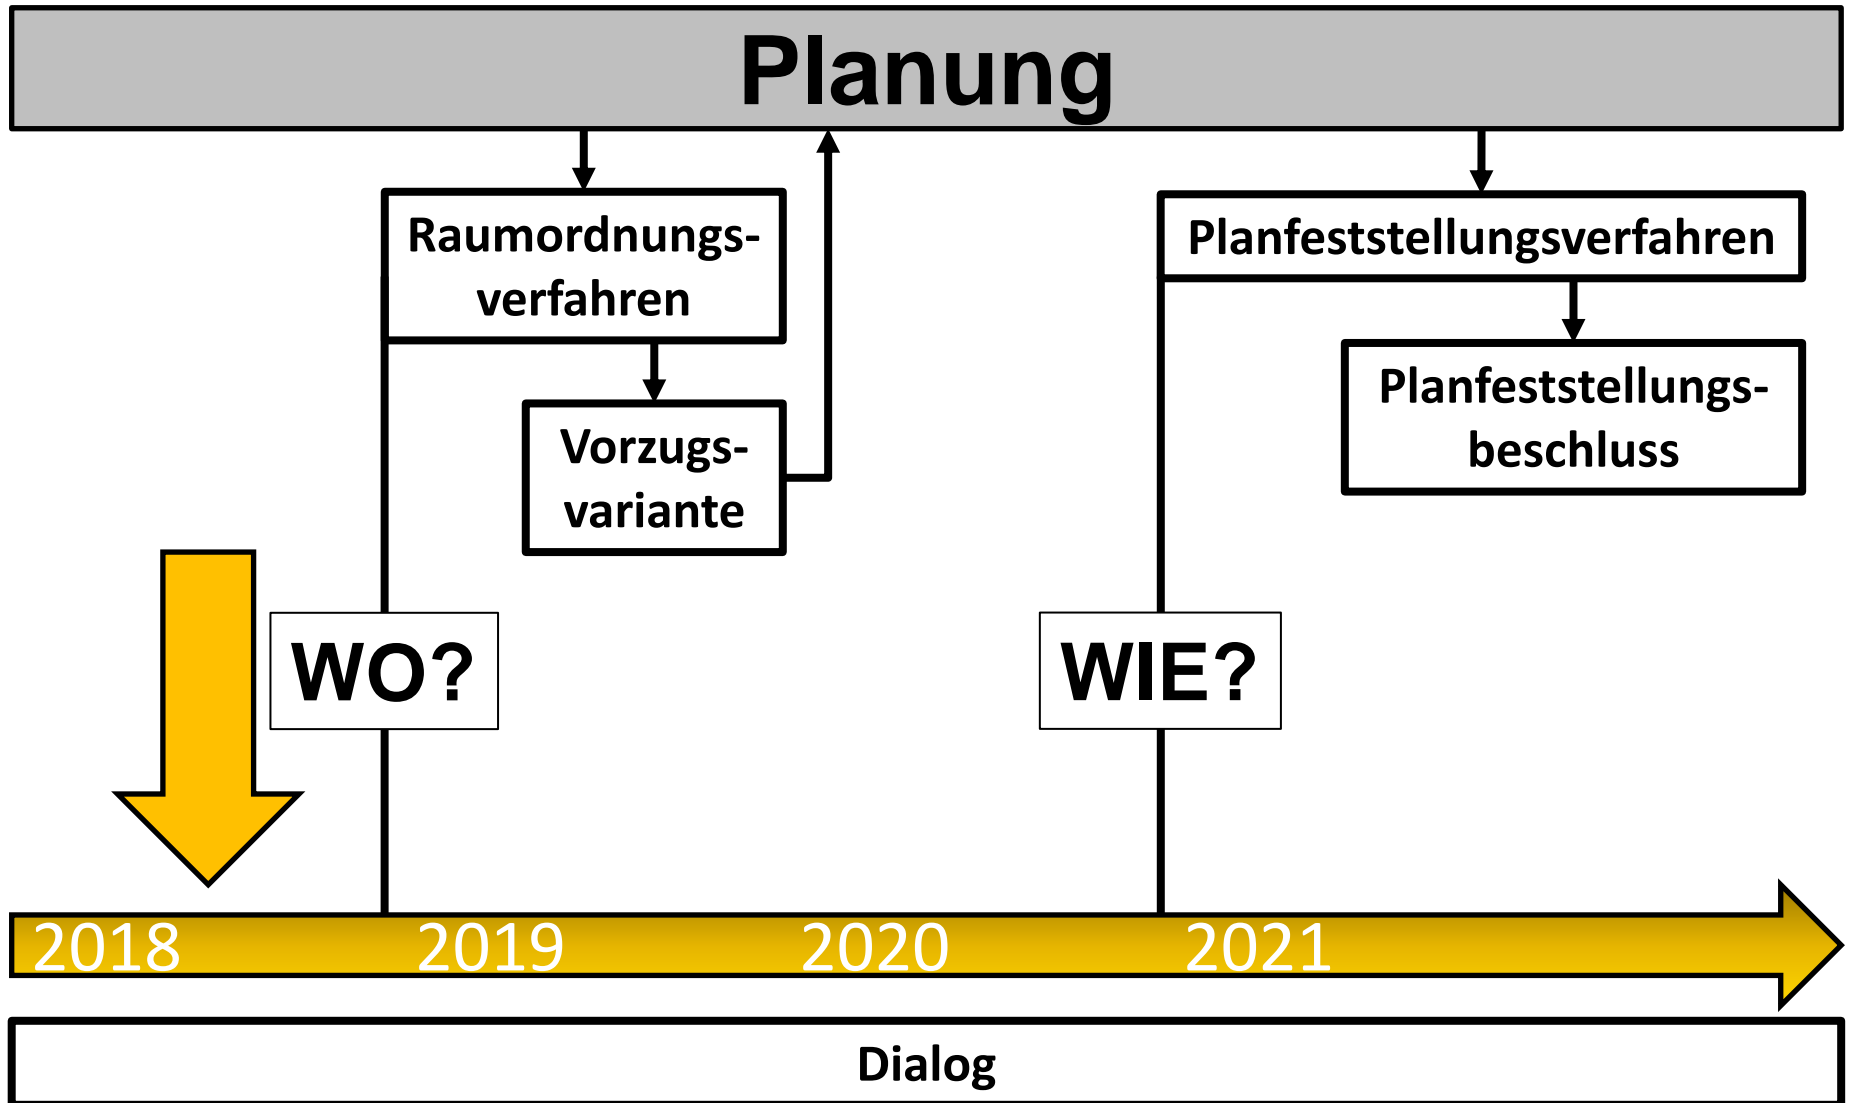 Planung
Raumordnungs-
verfahren
Planfeststellungsverfahren
Vorzugs-
variante
Planfeststellungs-
beschluss
WO?
WIE?
2018
2019
2020
2021
Dialog